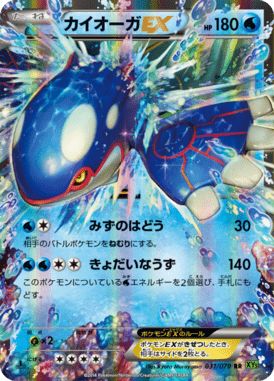 カイオーガEX HP180
みずのはどう 30
相手のバトルポケモンをねむりにする。
きょだいなうず 140
このポケモンについているエネルギーを2個選び、手札にもどす。
ポケモンEXのルール
ポケモンEXがきぜつしたとき、
相手はサイドを2枚とる。
×2
031/070 RR XY